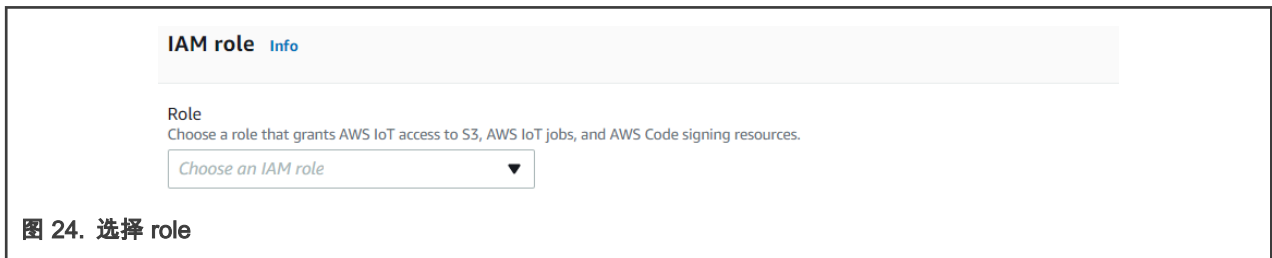 IAM role Info
Role
Choose a role that grants AWS IoT access to S3, AWS IoT jobs, and AWS Code signing resources.
Choose an IAM role
图 24. 选择 role